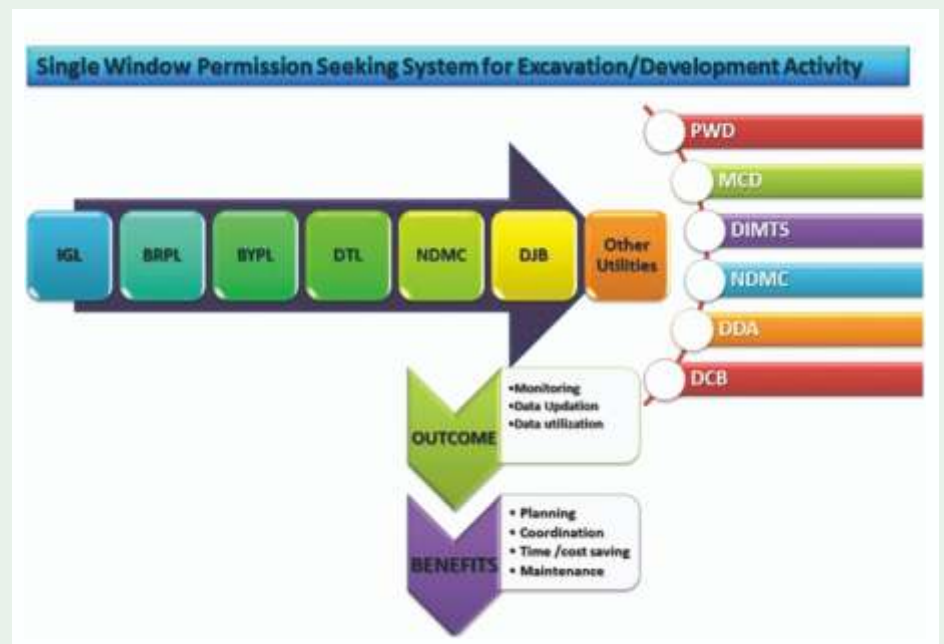 Single Window Permission Seeking System for Excavation/Development Activity
IGL
BRPL
BYPL
DTL
NDMC
DJB
Other
Utilities
PWD
MCD
DIMTS
NDMC
DDA
DCB
OUTCOME
•Monitoring
•Data Updation
•Data utilization
BENEFITS
• Planning
• Coordination
• Time /cost saving
• Maintenance